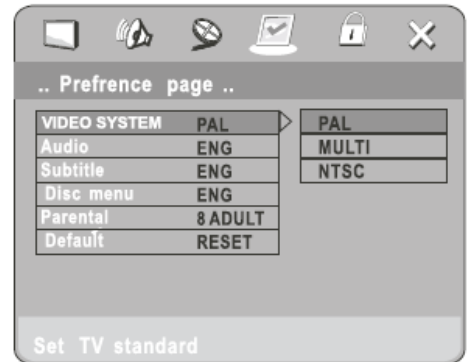 .. Prefrence page ..
VIDEO SYSTEM PAL PAL
Audio ENG MULTI
Subtitle ENG NTSC
Disc menu ENG
Parental 8 ADULT
Default RESET
Set TV standard